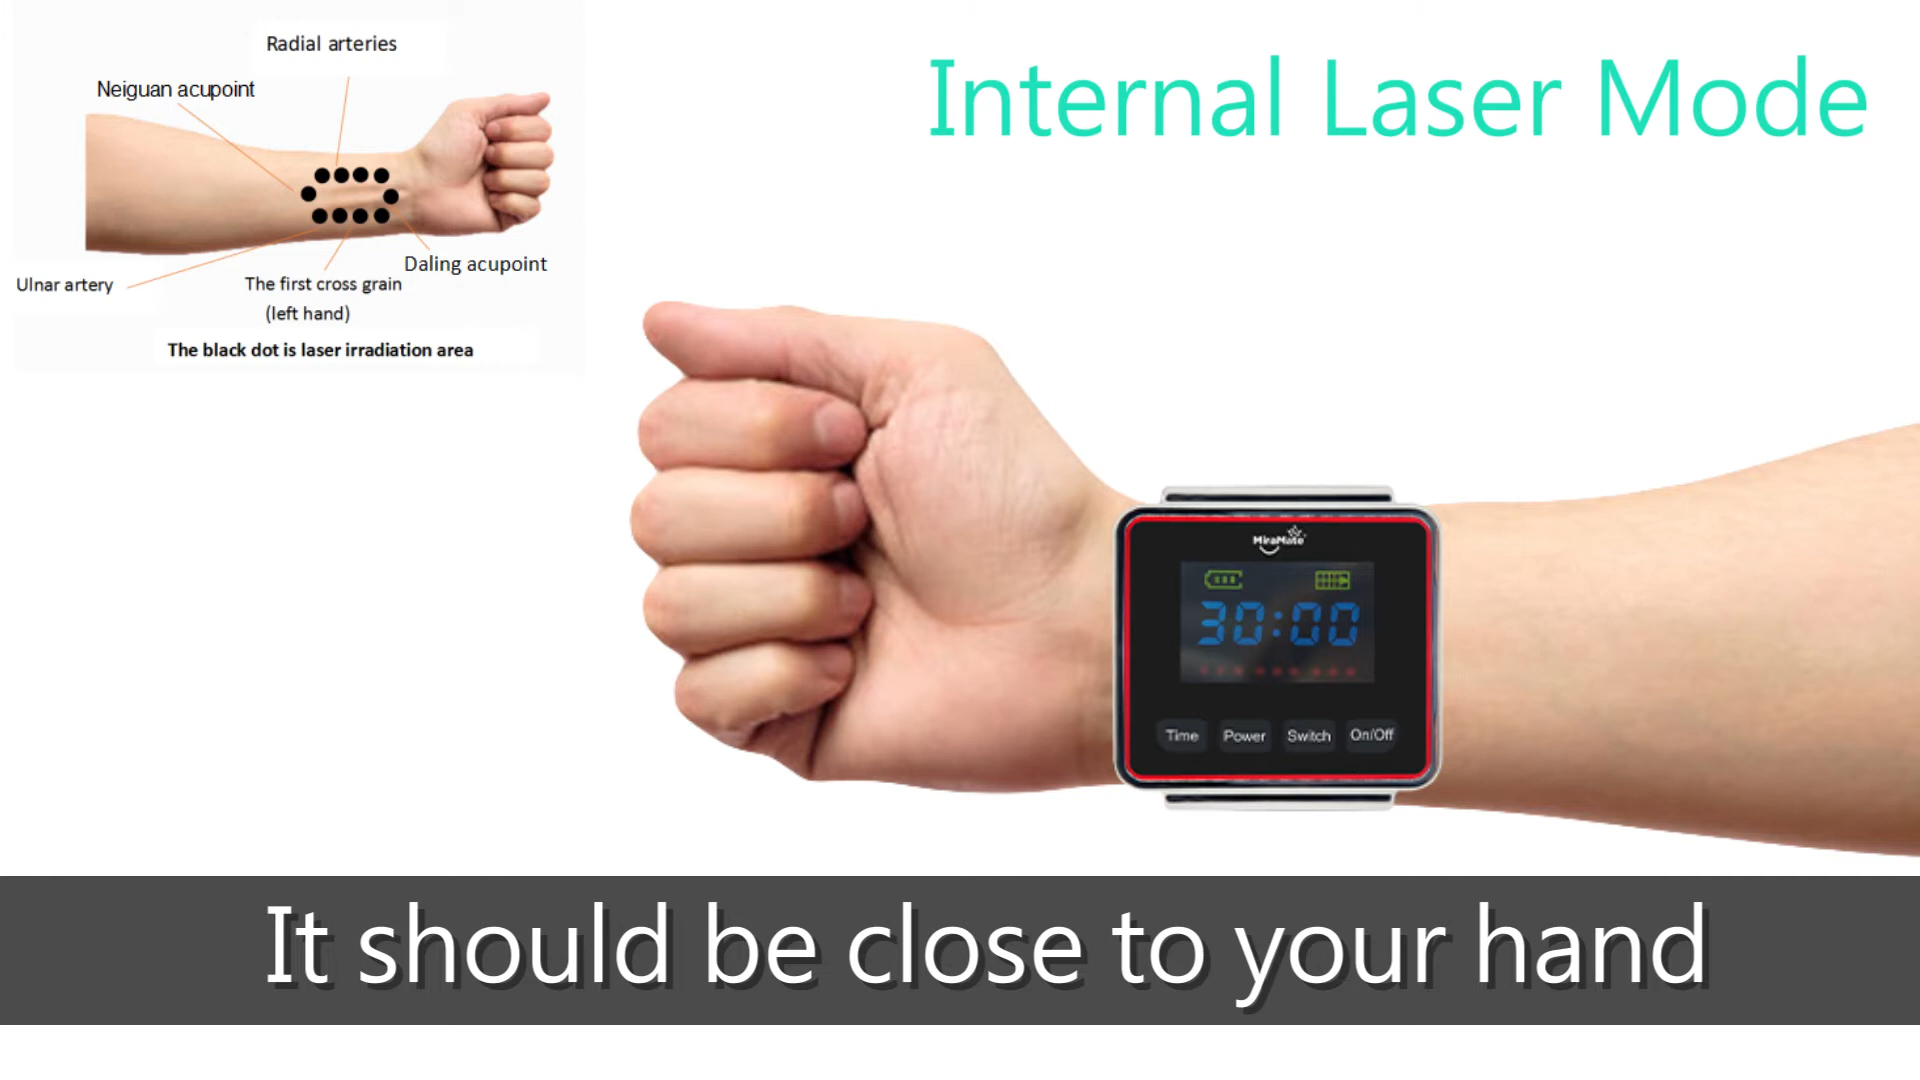 Radial arteries
Neiguan acupoint
Internal Laser Mode
Daling acupoint
Ulnar artery
The first cross grain
(left hand)
The black dot is laser irradiation area
MiraMate
30:00
Time Power Switch On/Off
It should be close to your hand